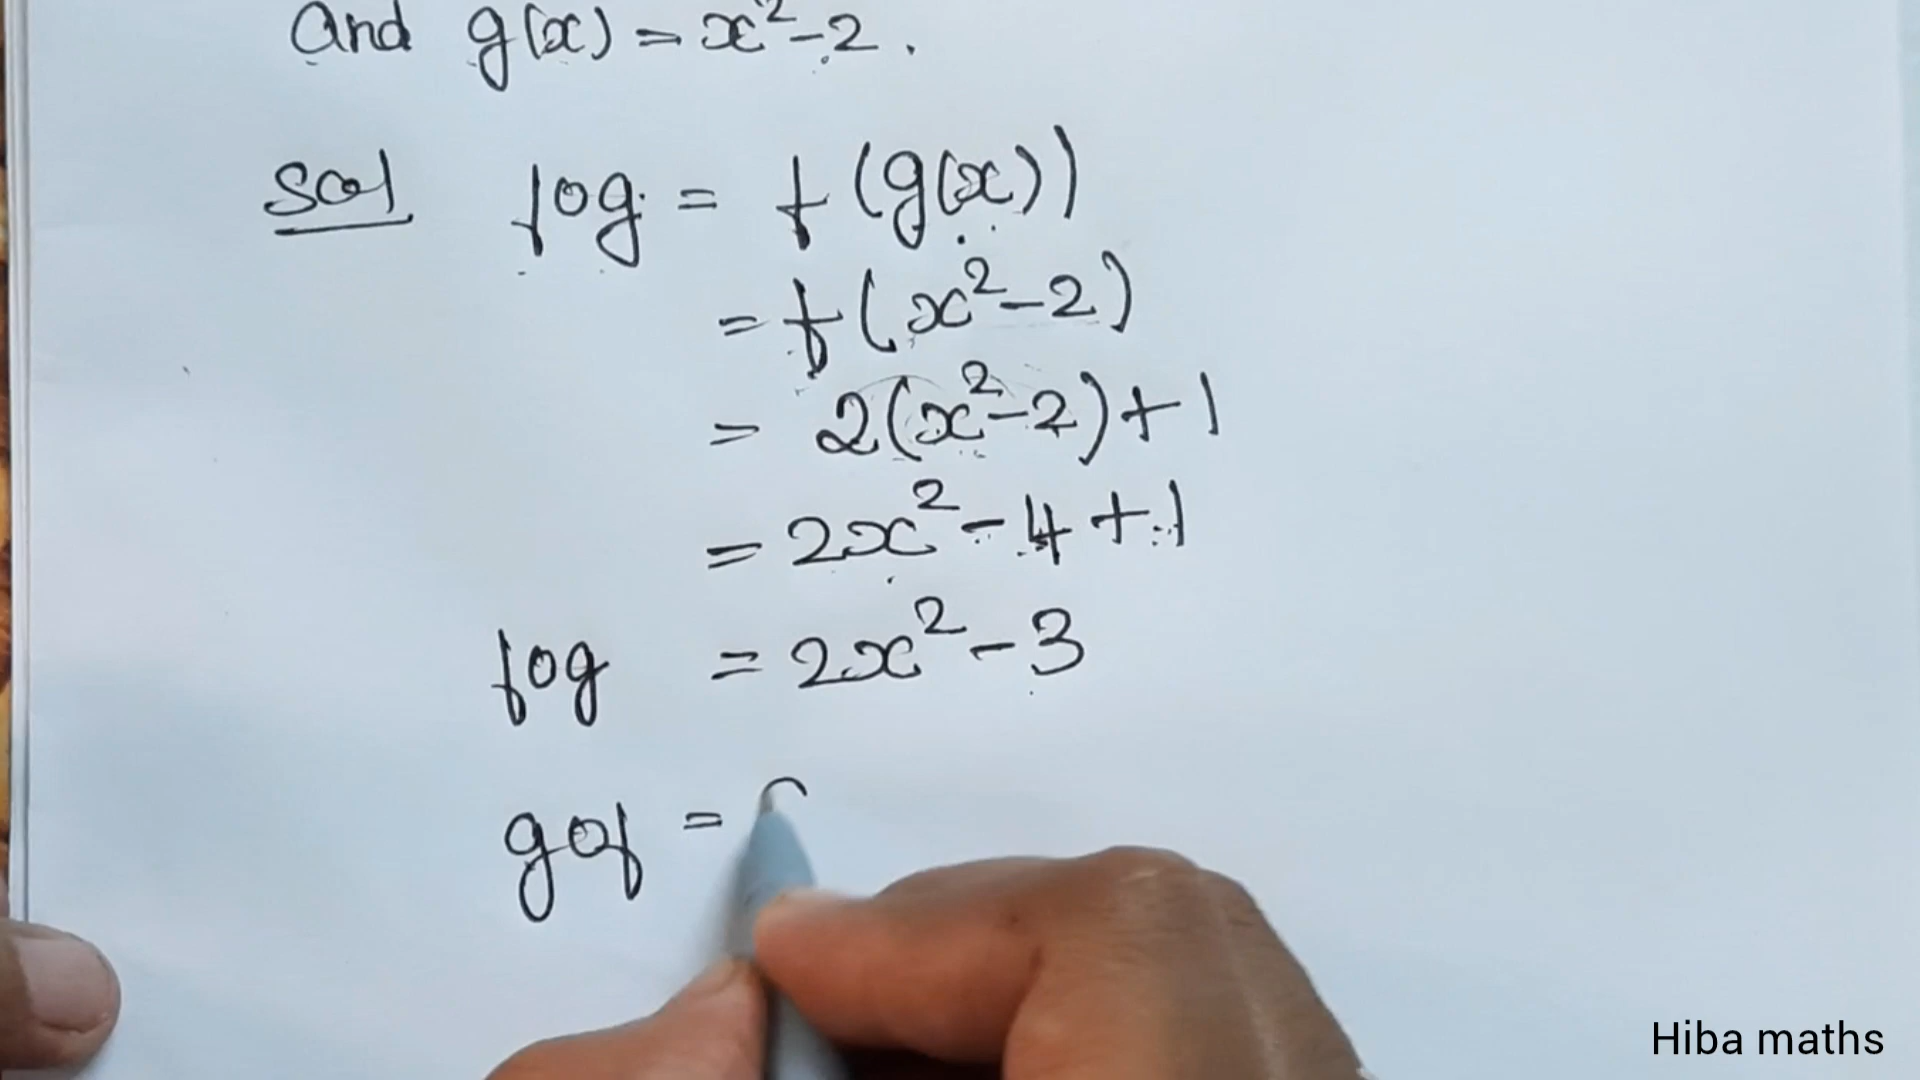 and g(x) = x²-2.
Sol fog = f(g(x))
= f(x²-2)
= 2(x²-2)+1
= 2x²-4+1
fog = 2x²-3
gof =
Hiba maths